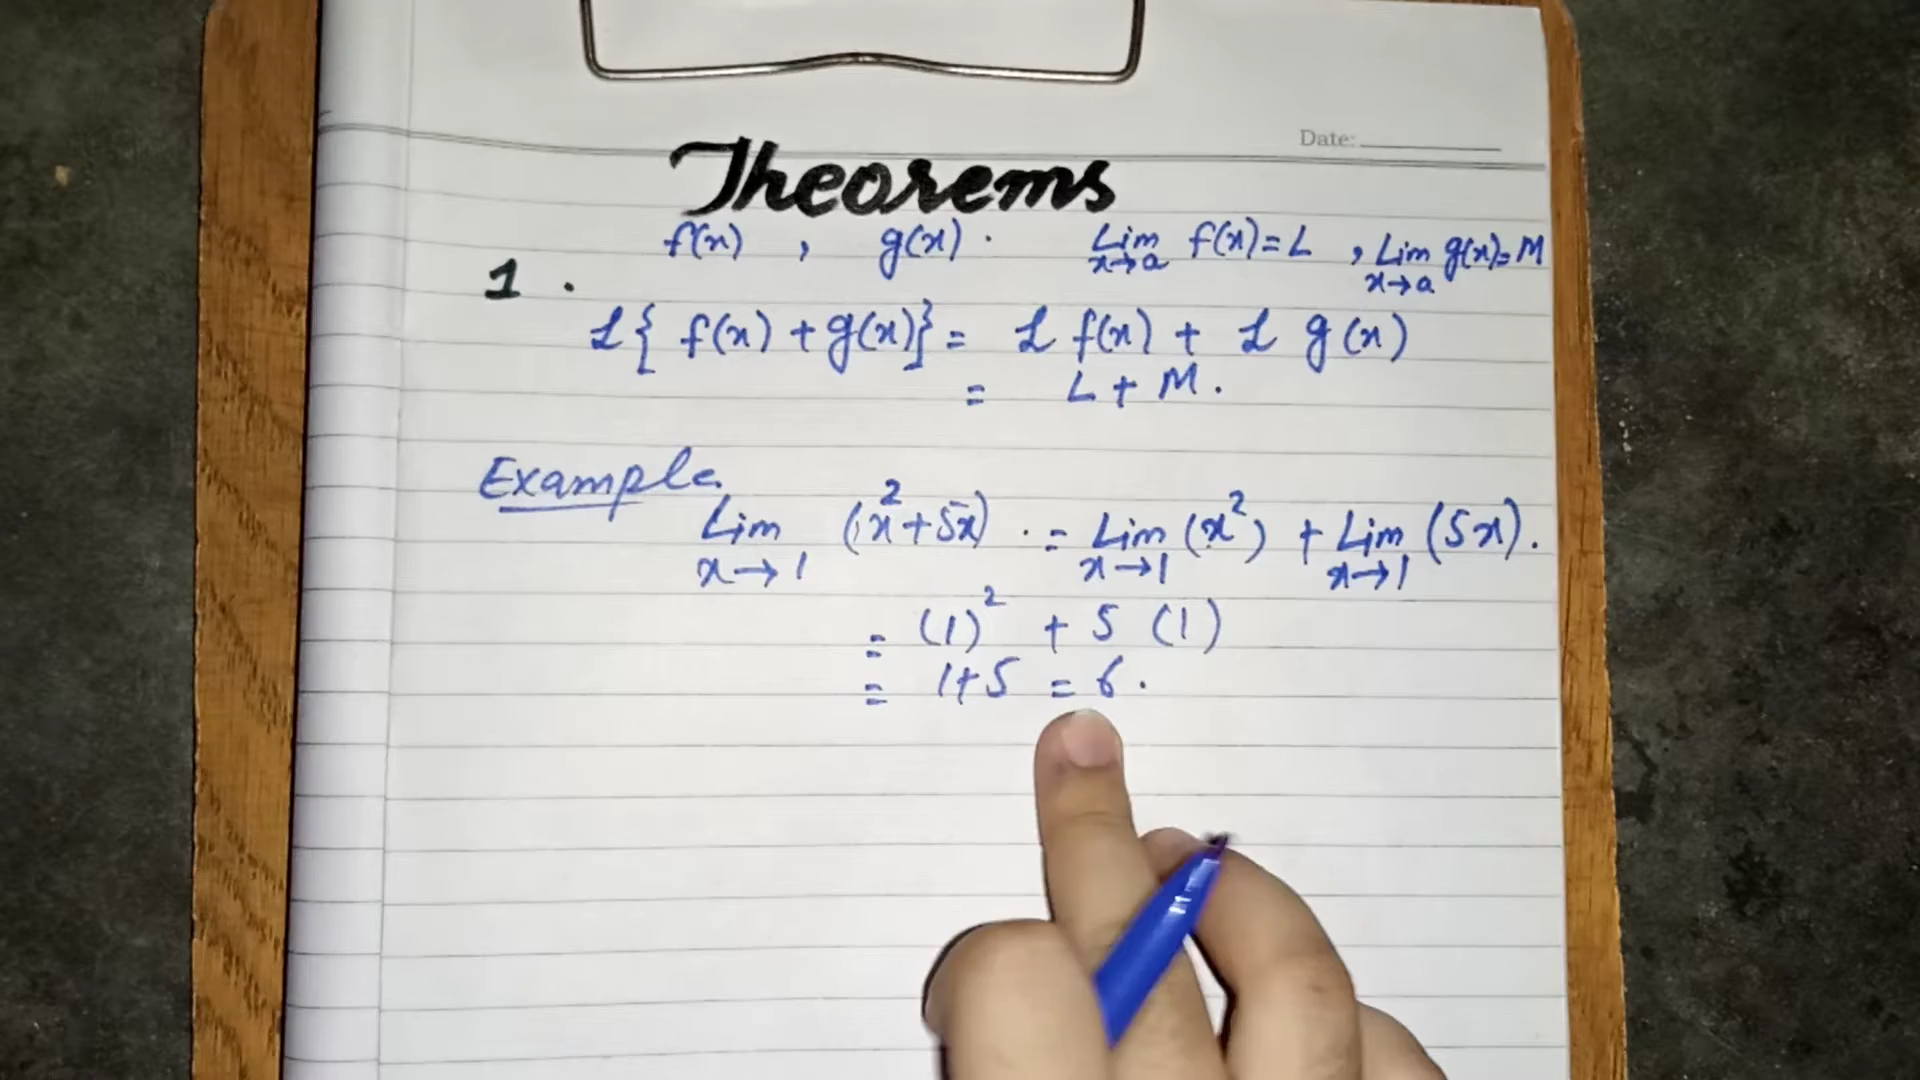 Date:
Theorems
f(x) , g(x) . Lim x→a f(x)=L , Lim x→a g(x)=M
1 .
L{ f(x) + g(x)} = L f(x) + L g(x)
= L + M .
Example
Lim x→1 (x²+5x) . = Lim x→1 (x²) + Lim x→1 (5x).
= (1)² + 5 (1)
= 1+5 = 6 .